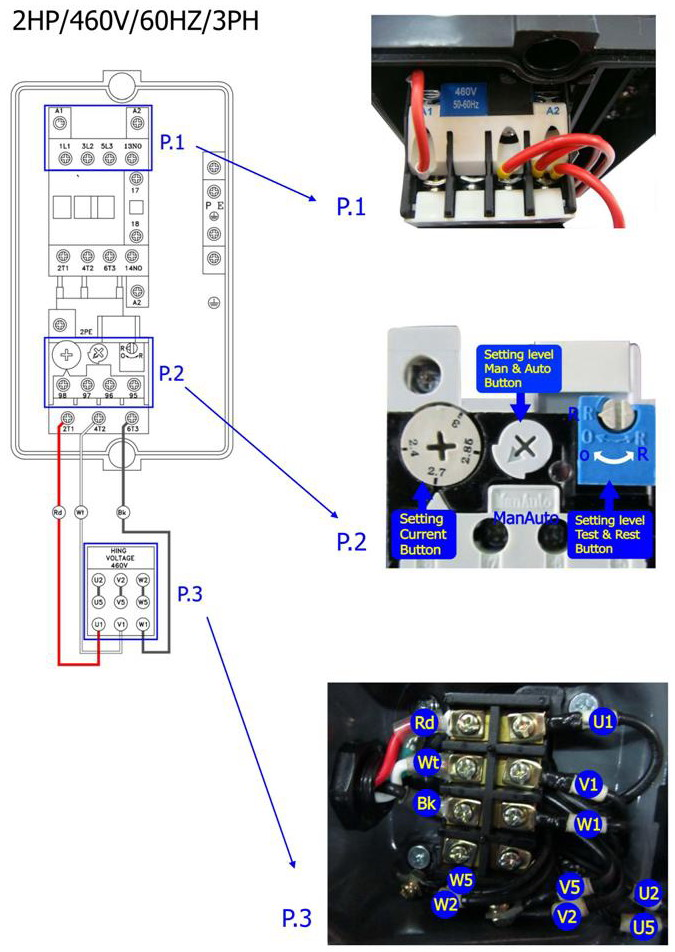 2HP/460V/60HZ/3PH
A1 A2
1L1 3L2 5L3 13NO
P.1
17
18
P E
2T1 4T2 6T3 14NO
A2
2PE
R
O R
98 97 96 95
P.2
2T1 4T2 6T3
Rd Wt Bk
HING
VOLTAGE
460V
U2 V2 W2
U5 V5 W5
U1 V1 W1
P.3
460V
50-60Hz
A1 A2
P.1
Setting level
Man & Auto
Button
2.4
2.7
2.85
R R
O R
o R
ManAuto
ManAuto
Setting
Current
Button
Setting level
Test & Rest
Button
P.2
Rd U1
Wt V1
Bk W1
W5 V5 U2
W2 V2 U5
P.3